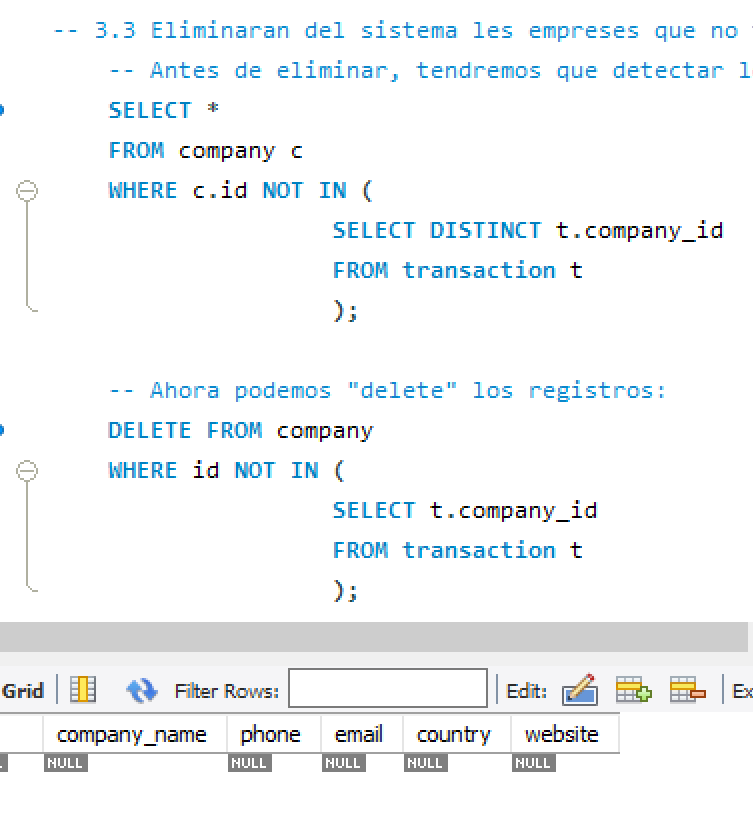 -- 3.3 Eliminaran del sistema les empreses que no
-- Antes de eliminar, tendremos que detectar
SELECT *
FROM company c
WHERE c.id NOT IN (
SELECT DISTINCT t.company_id
FROM transaction t
);
-- Ahora podemos "delete" los registros:
DELETE FROM company
WHERE id NOT IN (
SELECT t.company_id
FROM transaction t
);
Grid Filter Rows: Edit:
company_name phone email country website
NULL NULL NULL NULL NULL